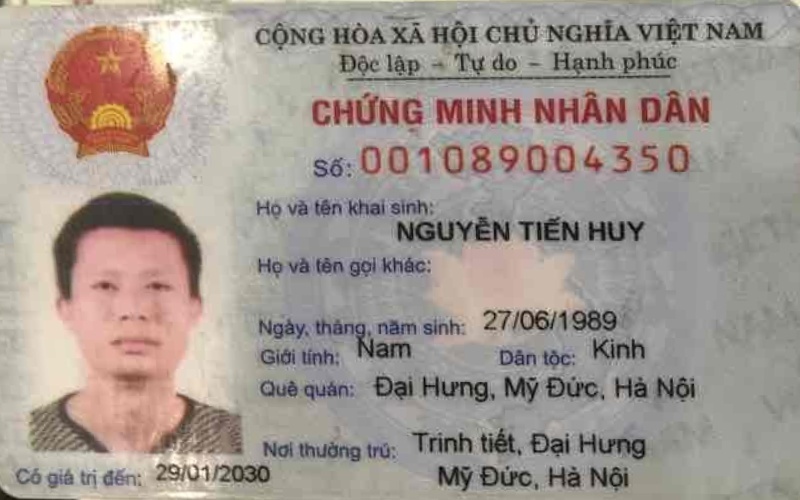 CỘNG HÒA XÃ HỘI CHỦ NGHĨA VIỆT NAM
Độc lập - Tự do - Hạnh phúc
CHỨNG MINH NHÂN DÂN
Số: 001089004350
Họ và tên khai sinh:
NGUYỄN TIẾN HUY
Họ và tên gọi khác:
Ngày, tháng, năm sinh: 27/06/1989
Giới tính: Nam Dân tộc: Kinh
Quê quán: Đại Hưng, Mỹ Đức, Hà Nội
Nơi thường trú: Trinh tiết, Đại Hưng
Mỹ Đức, Hà Nội
Có giá trị đến: 29/01/2030